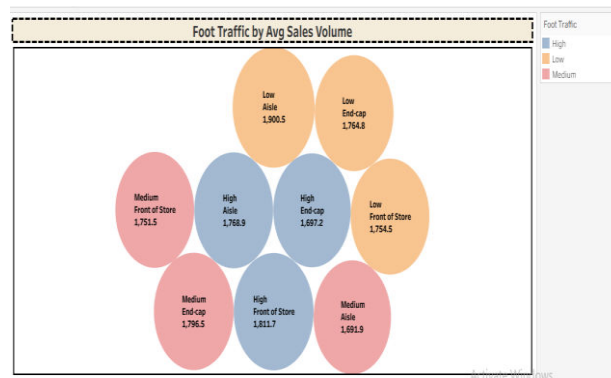 Foot Traffic by Avg Sales Volume
Foot Traffic
High
Low
Medium
Low
Aisle
1,900.5
Low
End-cap
1,764.8
Medium
Front of Store
1,751.5
High
Aisle
1,768.9
High
End-cap
1,697.2
Low
Front of Store
1,754.5
Medium
End-cap
1,796.5
High
Front of Store
1,811.7
Medium
Aisle
1,691.9
Activate Windows